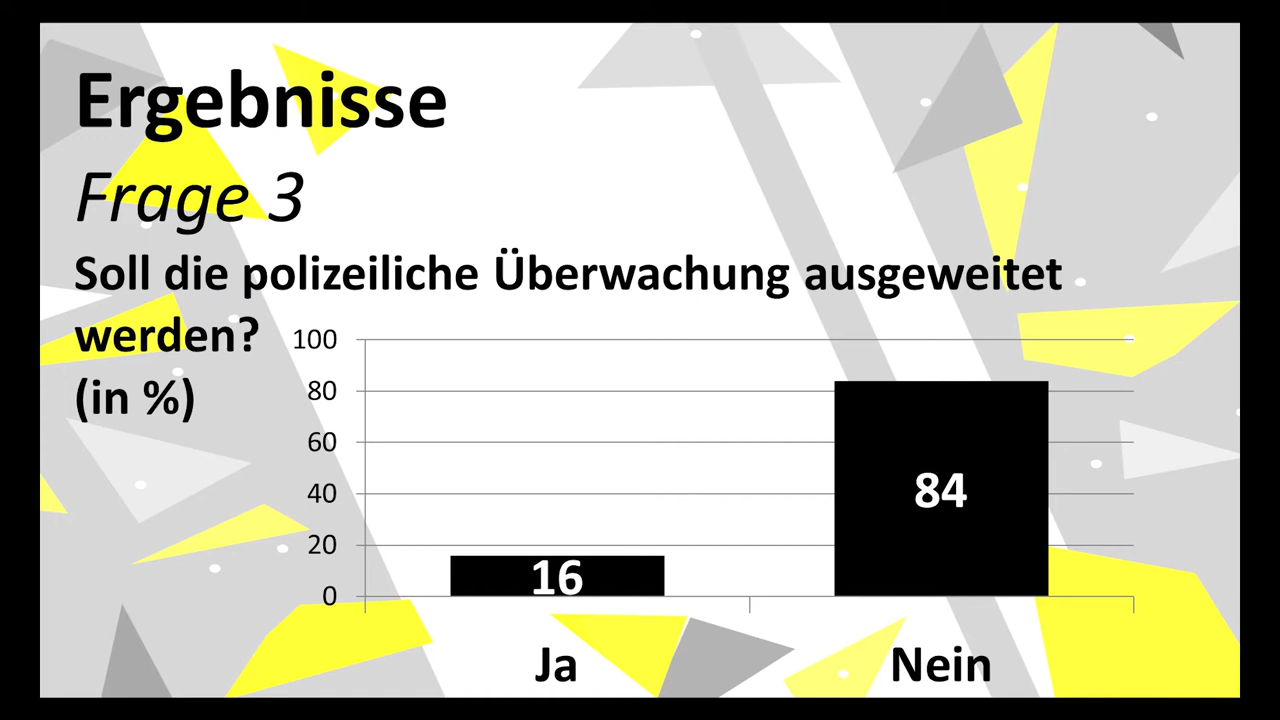 Ergebnisse
Frage 3
Soll die polizeiliche Überwachung ausgeweitet
werden?
(in %)
100
80
60
40
20
0
16
84
Ja
Nein